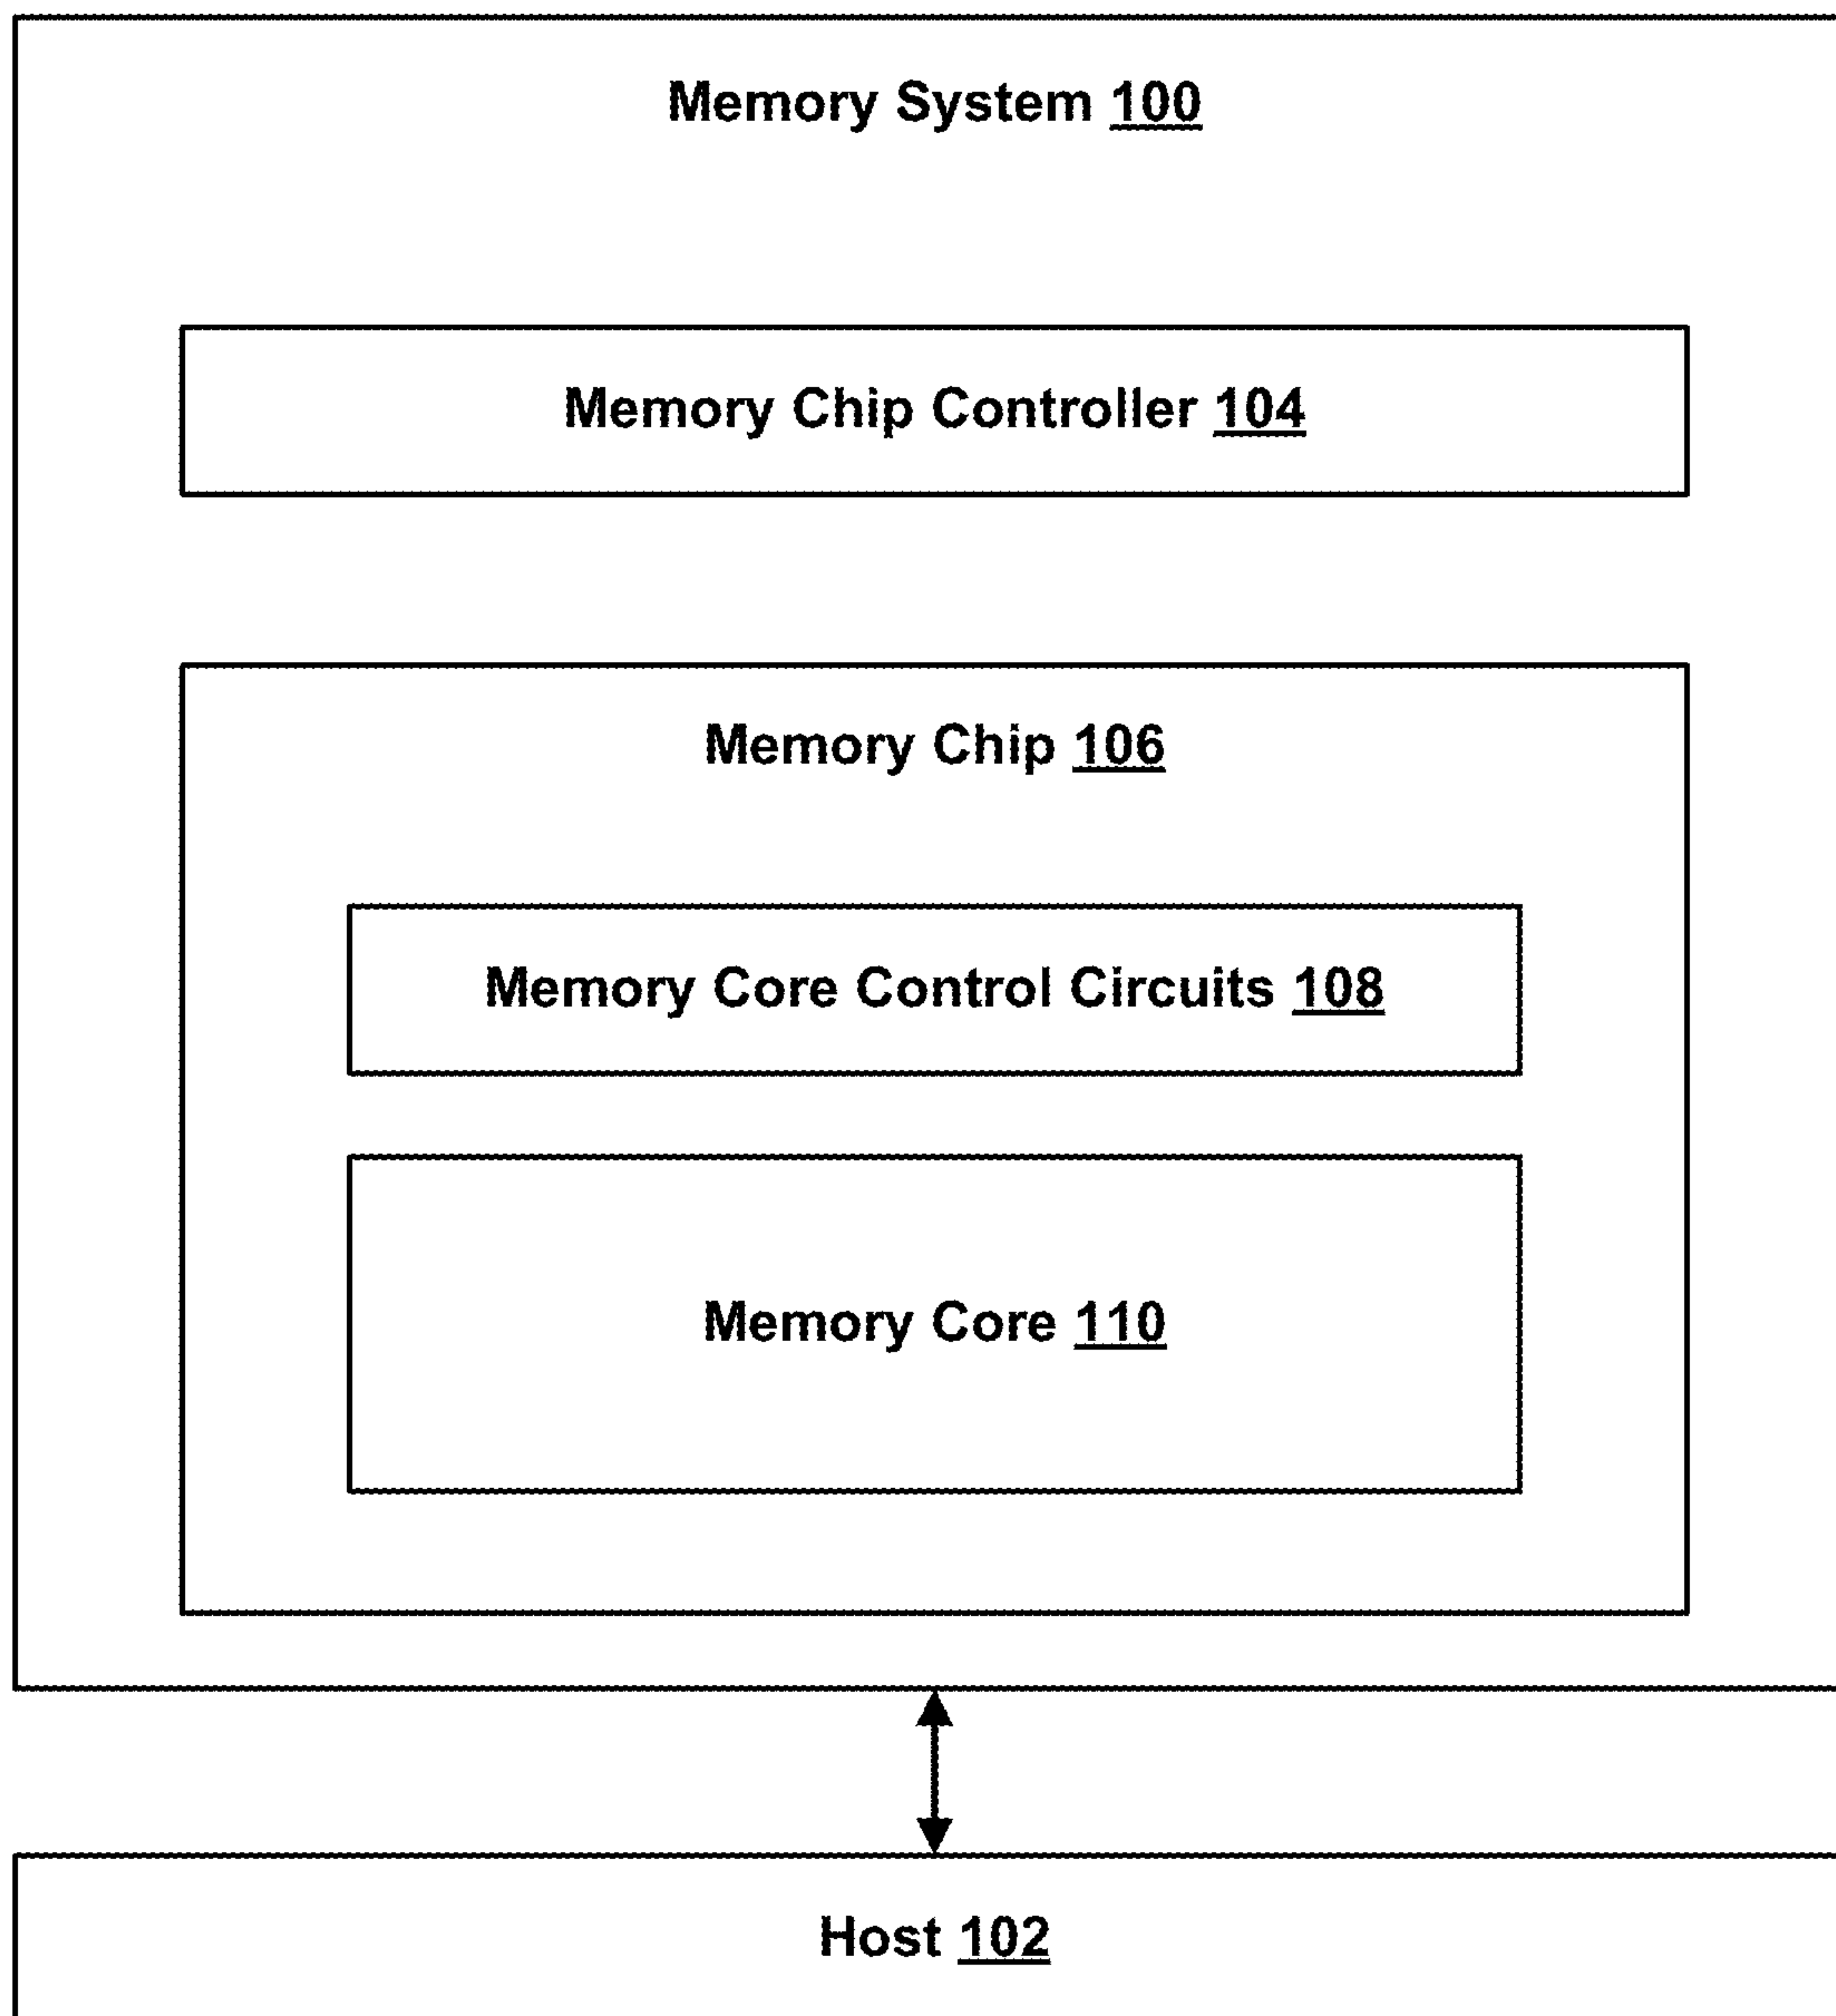 Memory System 100
Memory Chip Controller 104
Memory Chip 106
Memory Core Control Circuits 108
Memory Core 110
Host 102